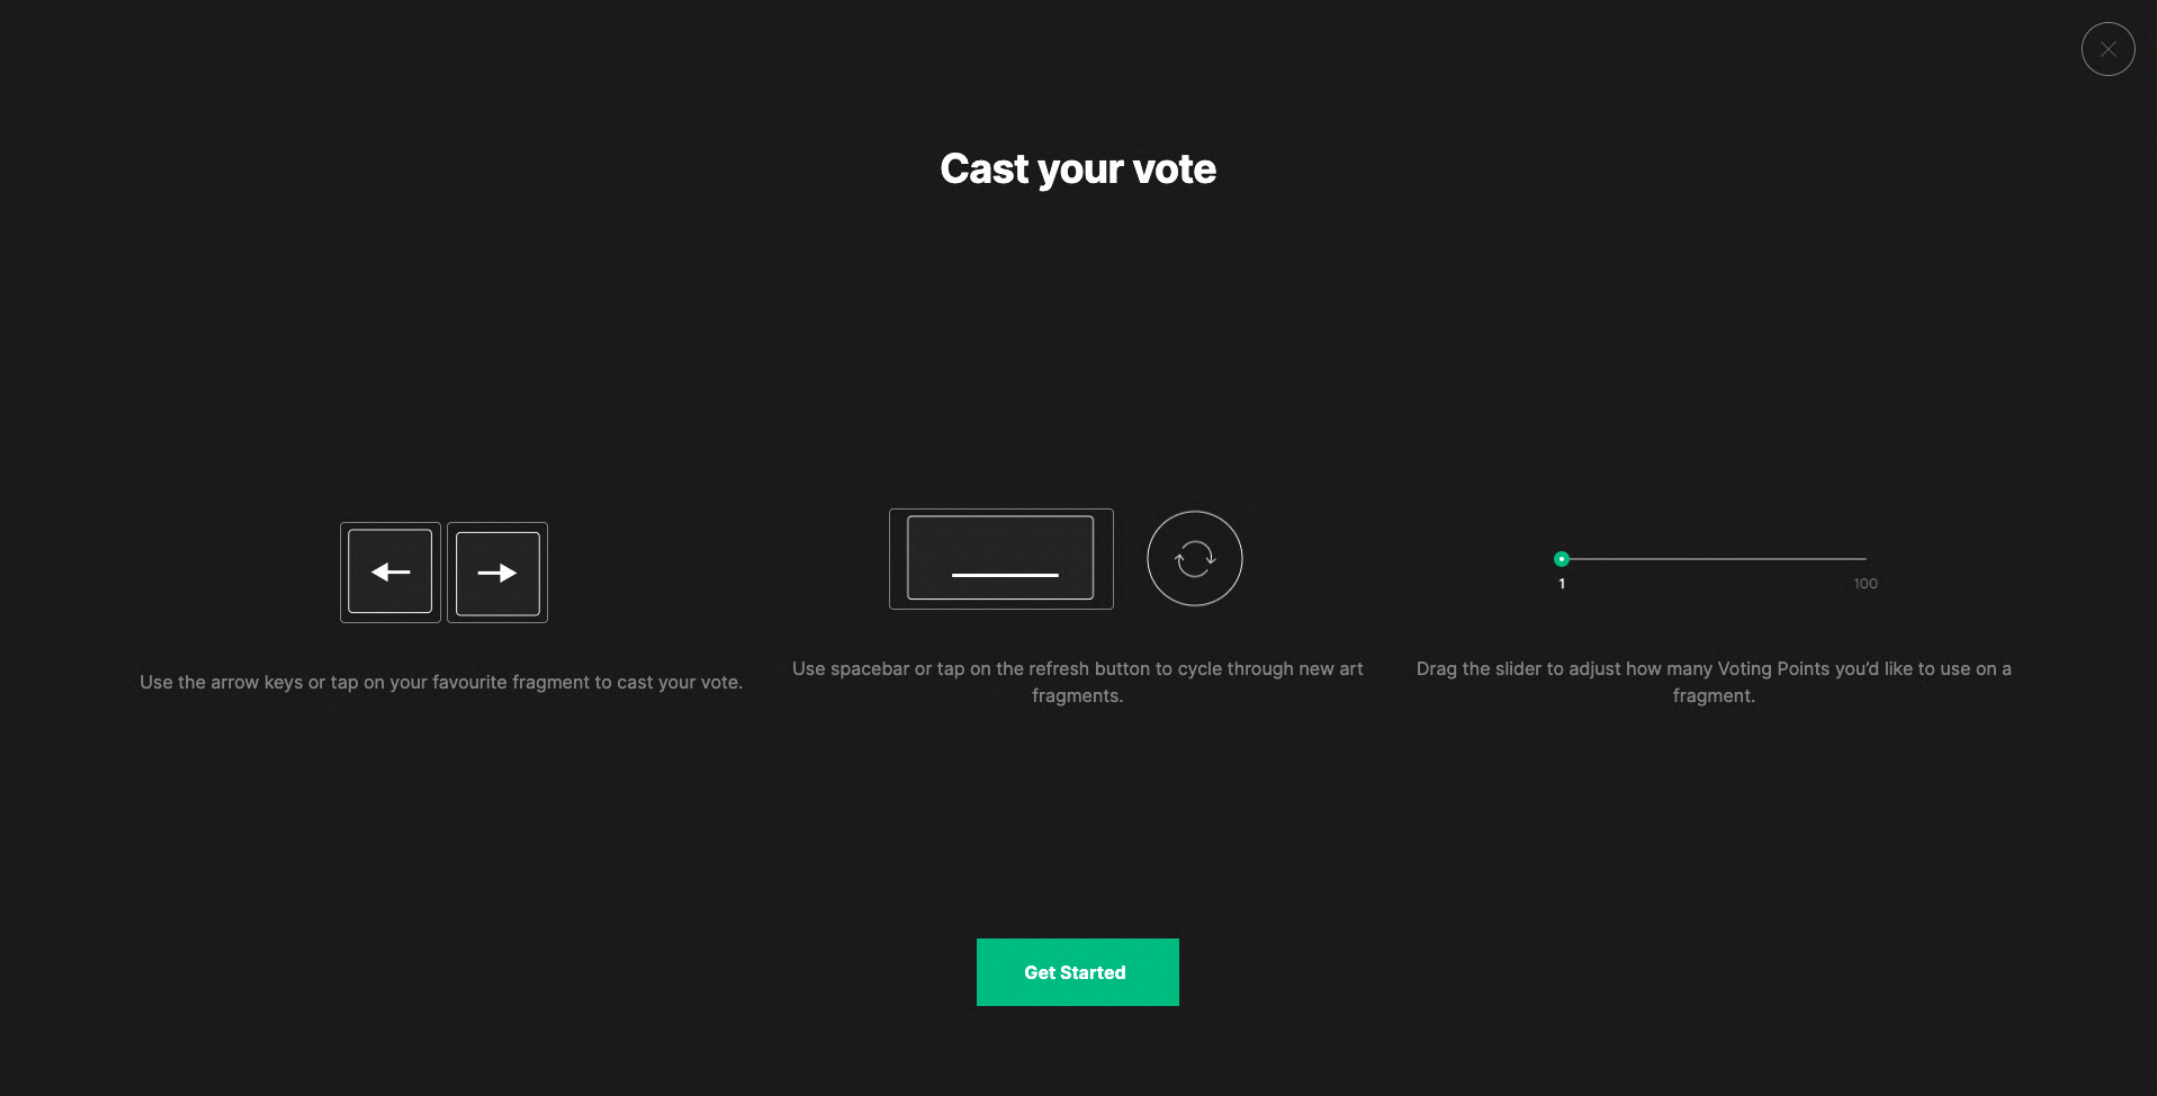 Cast your vote
Use the arrow keys or tap on your favourite fragment to cast your vote.
Use spacebar or tap on the refresh button to cycle through new art
fragments.
1
100
Drag the slider to adjust how many Voting Points you'd like to use on a
fragment.
Get Started